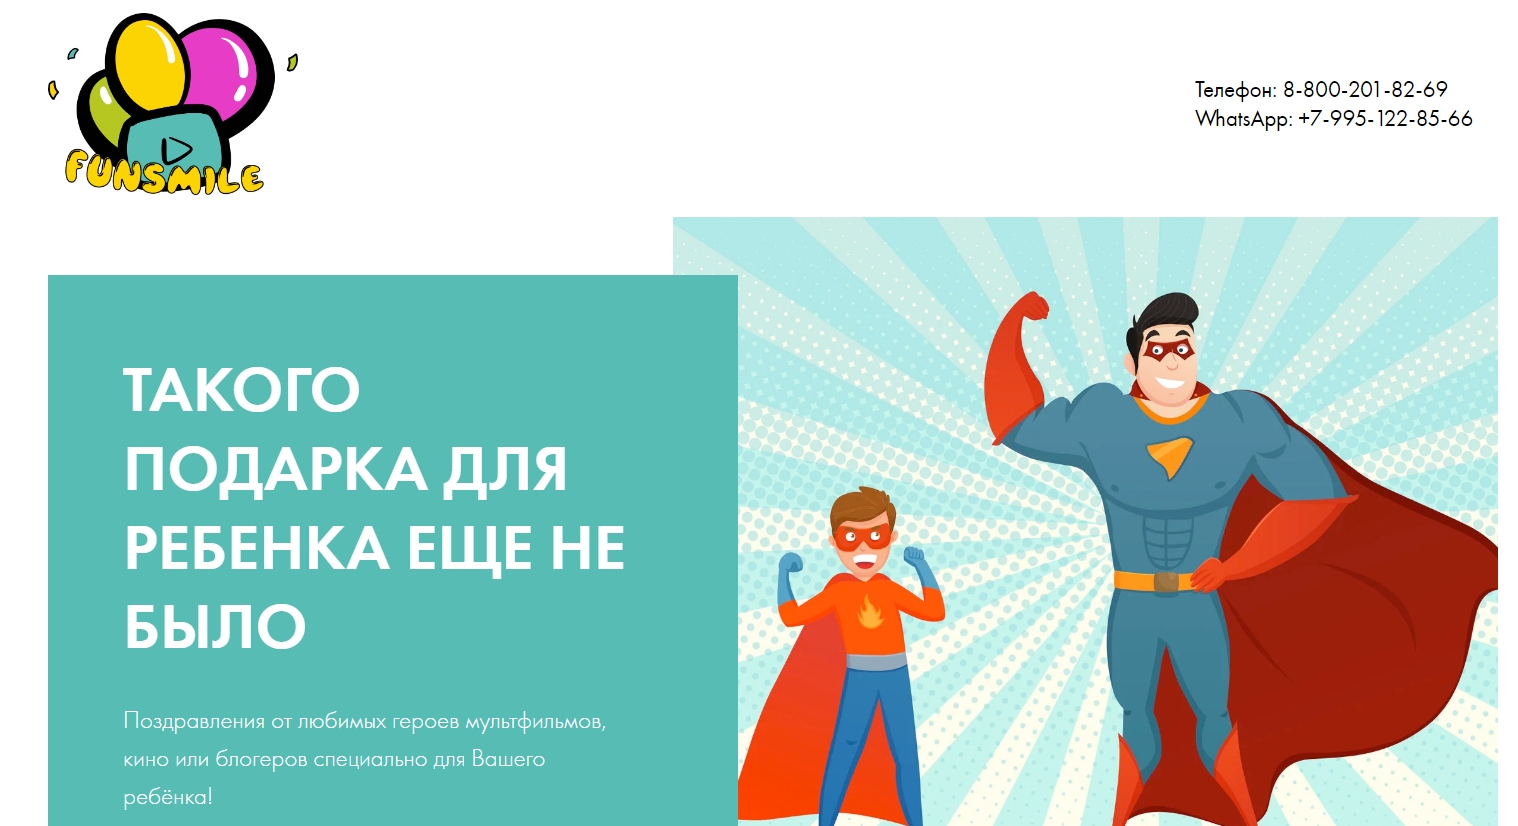 FUNSMILE
Телефон: 8-800-201-82-69
WhatsApp: +7-995-122-85-66
ТАКОГО
ПОДАРКА ДЛЯ
РЕБЕНКА ЕЩЕ НЕ
БЫЛО
Поздравления от любимых героев мультфильмов,
кино или блогеров специально для Вашего
ребёнка!